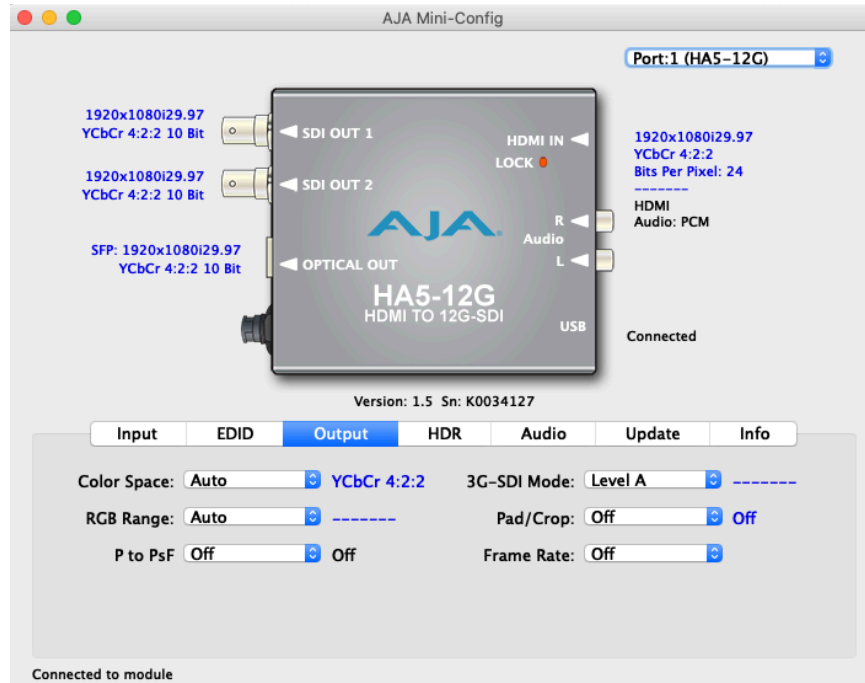 AJA Mini-Config
Port:1 (HA5-12G)
1920x1080i29.97
YCbCr 4:2:2 10 Bit
SDI OUT 1
1920x1080i29.97
YCbCr 4:2:2 10 Bit
SDI OUT 2
SFP: 1920x1080i29.97
YCbCr 4:2:2 10 Bit
OPTICAL OUT
HDMI IN
LOCK
1920x1080i29.97
YCbCr 4:2:2
Bits Per Pixel: 24
-------
HDMI
Audio: PCM
R
Audio
L
AJA
HA5-12G
HDMI TO 12G-SDI
USB
Connected
Version: 1.5 Sn: K0034127
Input EDID Output HDR Audio Update Info
Color Space: Auto YCbCr 4:2:2 3G-SDI Mode: Level A -------
RGB Range: Auto ------- Pad/Crop: Off Off
P to PsF Off Off Frame Rate: Off
Connected to module